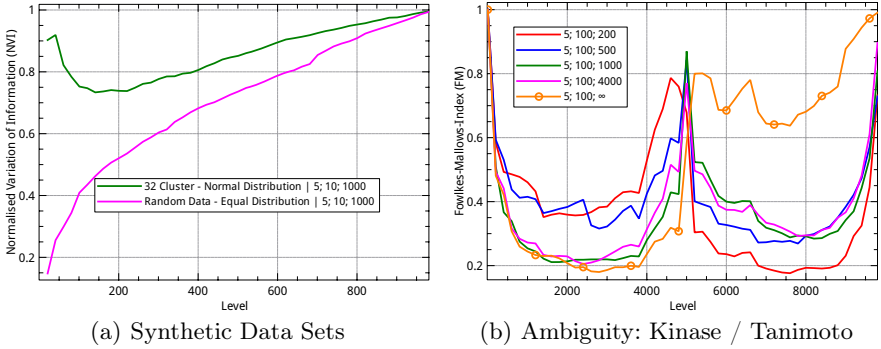 Normalised Variation of Information (NVI)
1
0.8
0.6
0.4
0.2
32 Cluster - Normal Distribution | 5; 10; 1000
Random Data - Equal Distribution | 5; 10; 1000
200 400 600 800
Level
(a) Synthetic Data Sets
Fowlkes-Mallows-Index (FM)
1
0.8
0.6
0.4
0.2
5; 100; 200
5; 100; 500
5; 100; 1000
5; 100; 4000
5; 100; ∞
2000 4000 6000 8000
Level
(b) Ambiguity: Kinase / Tanimoto